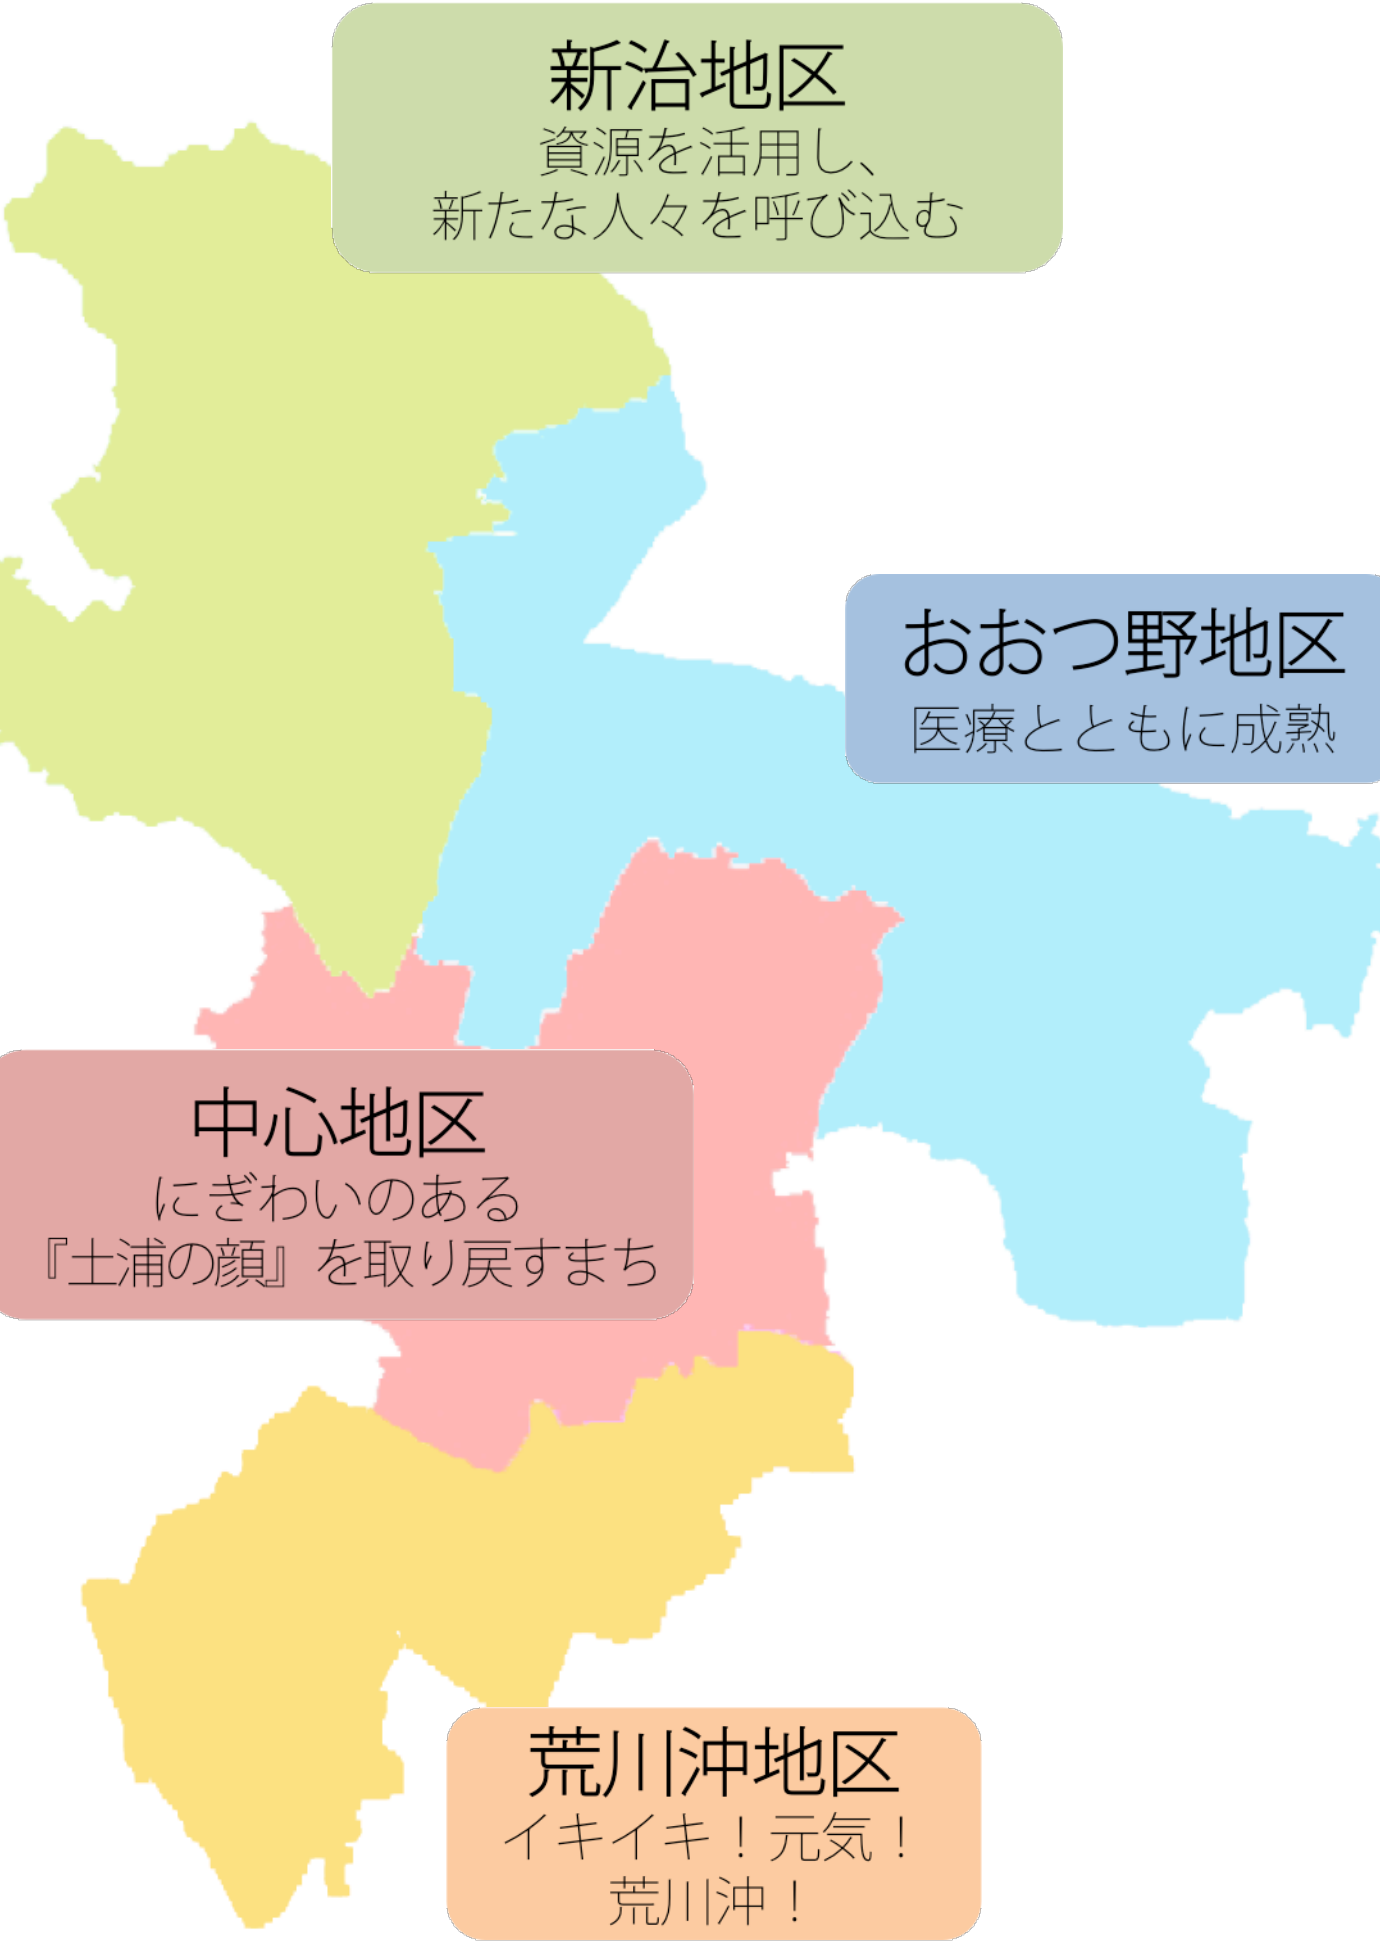 新治地区
資源を活用し、
新たな人々を呼び込む
おおつ野地区
医療とともに成熟
中心地区
にぎわいのある
『土浦の顔』を取り戻すまち
荒川沖地区
イキイキ！元気！
荒川沖！